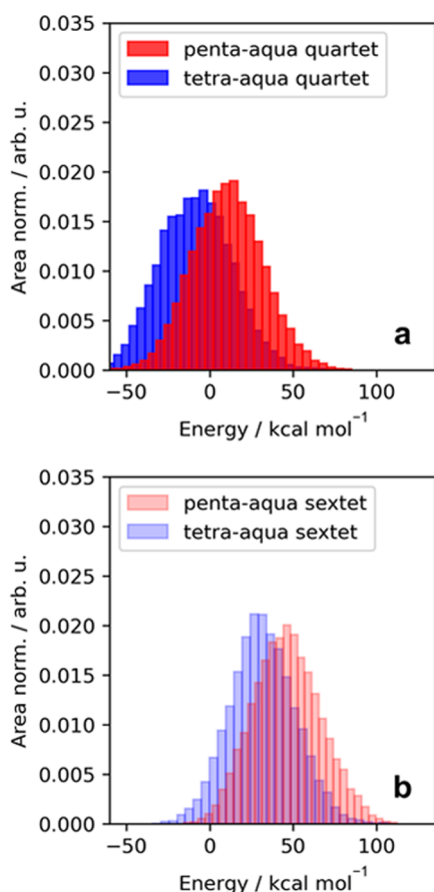 0.035
0.030
0.025
0.020
0.015
0.010
0.005
0.000
Area norm. / arb. u.
penta-aqua quartet
tetra-aqua quartet
a
−50 0 50 100
Energy / kcal mol⁻¹
0.035
0.030
0.025
0.020
0.015
0.010
0.005
0.000
Area norm. / arb. u.
penta-aqua sextet
tetra-aqua sextet
b
−50 0 50 100
Energy / kcal mol⁻¹